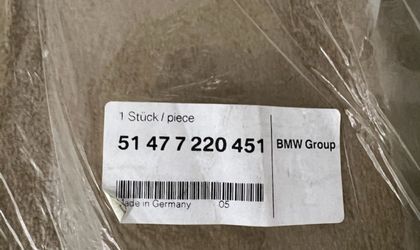 1 Stück / piece
51 47 7 220 451
BMW Group
Made in Germany 05